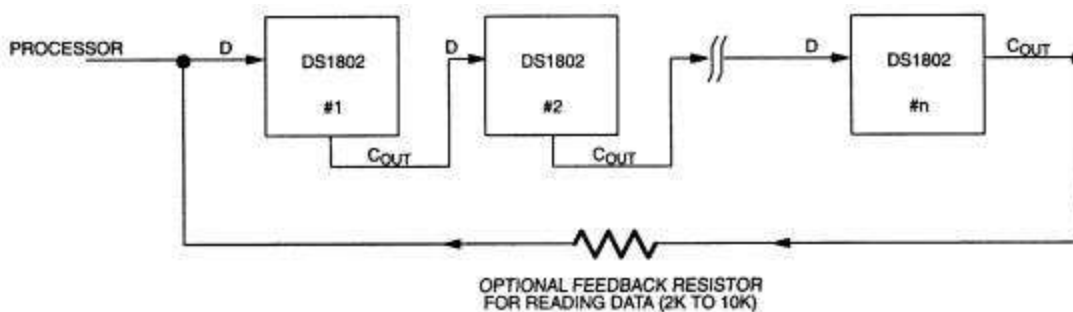 PROCESSOR
D
DS1802
#1
COUT
D
DS1802
#2
COUT
D
DS1802
#n
COUT
OPTIONAL FEEDBACK RESISTOR
FOR READING DATA (2K TO 10K)